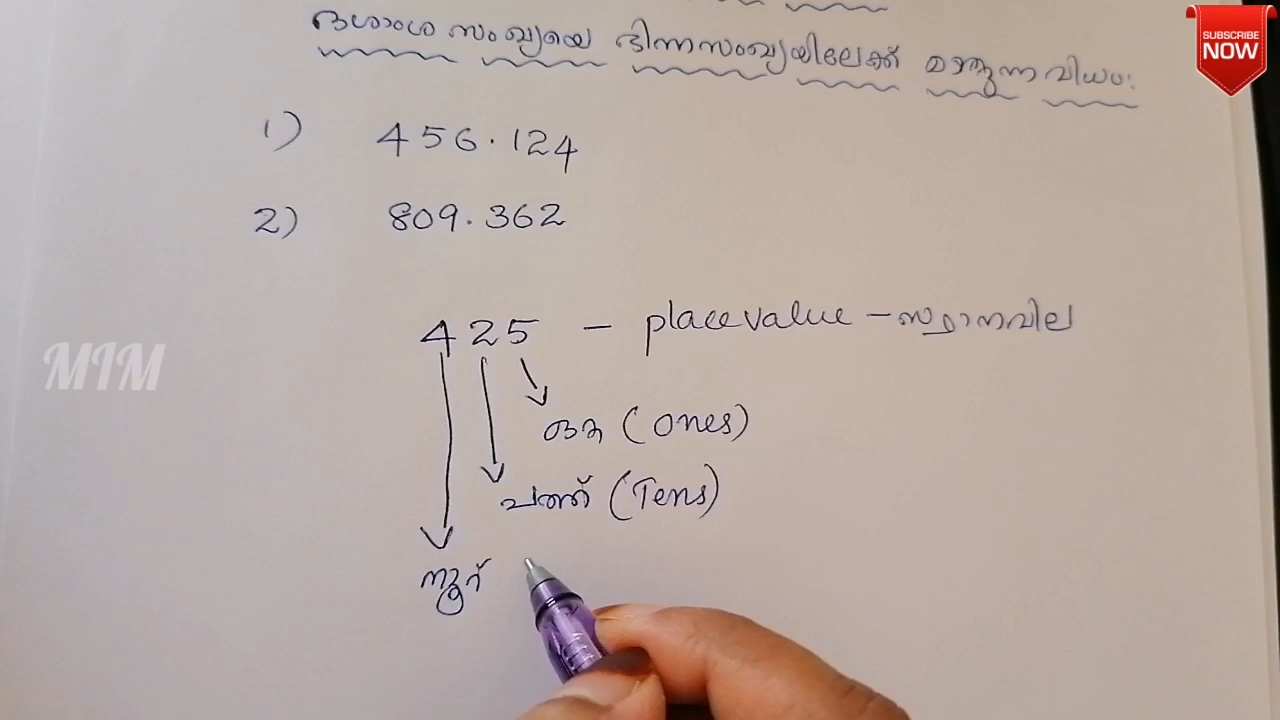 ദശാംശ സംഖ്യയെ ഭിന്നസംഖ്യയിലേക്ക് മാറ്റുന്ന വിധം:
SUBSCRIBE
NOW
1) 456.124
2) 809.362
425 — place value - സ്ഥാനവില
MIM
ഒറ്റ (ones)
പത്ത് (Tens)
നൂറ്